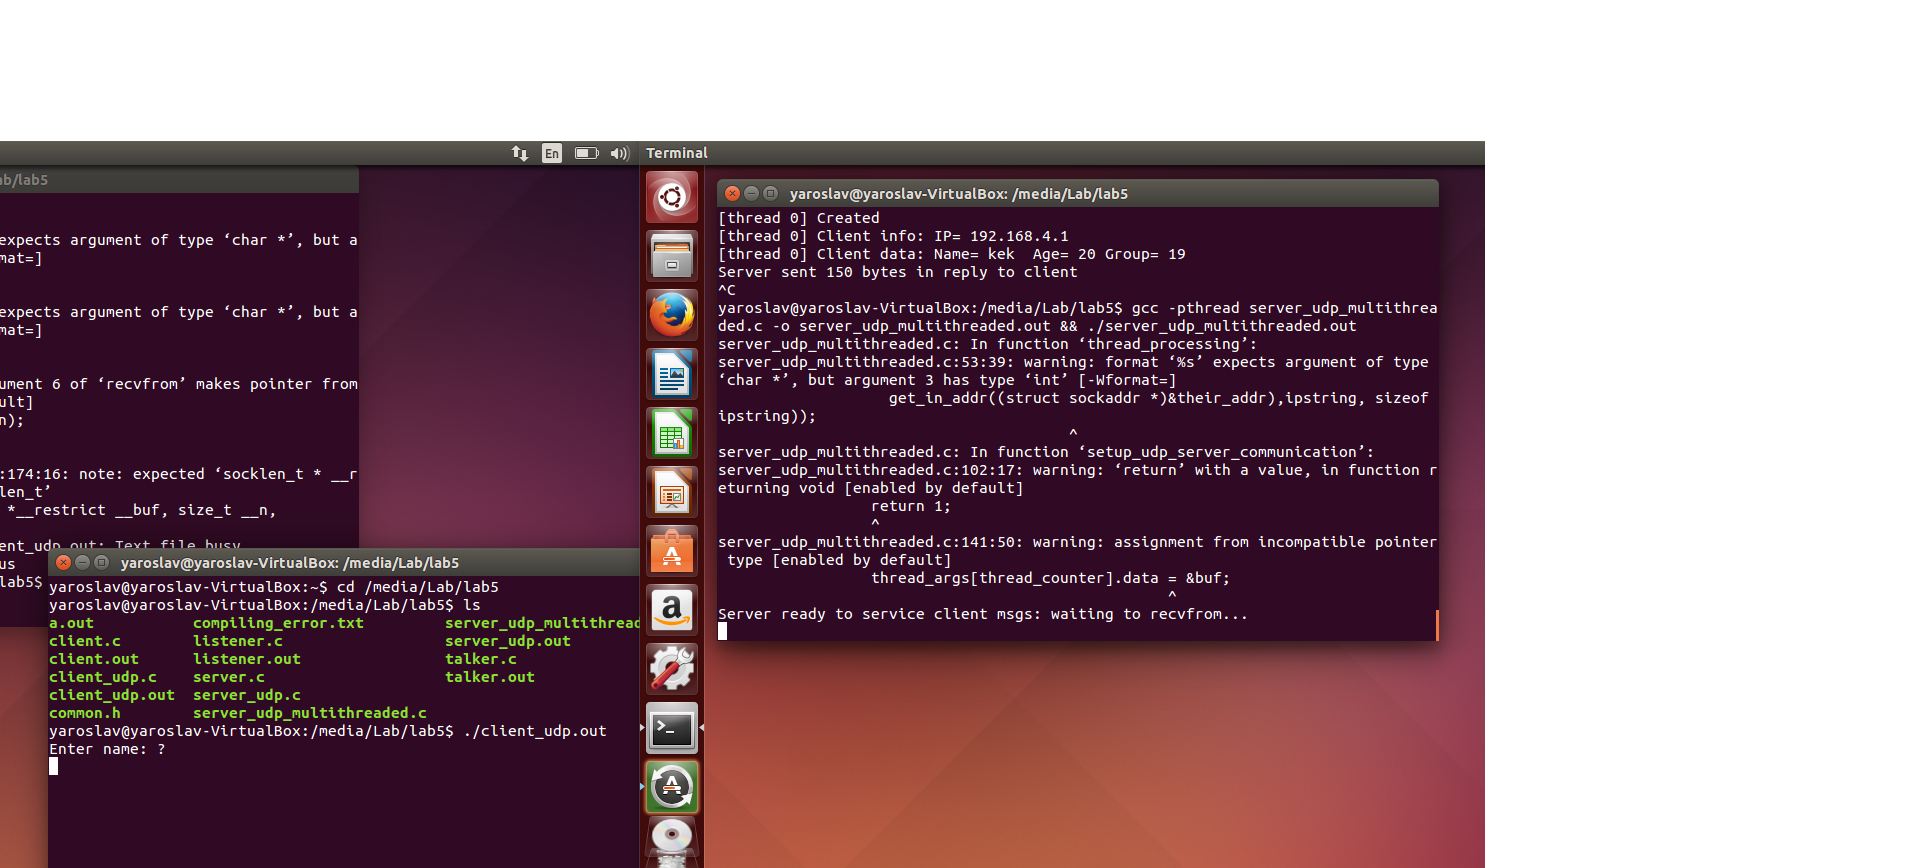 En
Terminal
ab/lab5
expects argument of type ‘char *’, but a
mat=]
expects argument of type ‘char *’, but a
mat=]
ument 6 of ‘recvfrom’ makes pointer from
ult]
n);
:174:16: note: expected ‘socklen_t * __r
len_t’
*__restrict __buf, size_t __n,
ent_udp.out: Text file busy
us
lab5$
yaroslav@yaroslav-VirtualBox: /media/Lab/lab5
yaroslav@yaroslav-VirtualBox:~$ cd /media/Lab/lab5
yaroslav@yaroslav-VirtualBox:/media/Lab/lab5$ ls
a.out compiling_error.txt server_udp_multithread
client.c listener.c server_udp.out
client.out listener.out talker.c
client_udp.c server.c talker.out
client_udp.out server_udp.c
common.h server_udp_multithreaded.c
yaroslav@yaroslav-VirtualBox:/media/Lab/lab5$ ./client_udp.out
Enter name: ?
yaroslav@yaroslav-VirtualBox: /media/Lab/lab5
[thread 0] Created
[thread 0] Client info: IP= 192.168.4.1
[thread 0] Client data: Name= kek  Age= 20 Group= 19
Server sent 150 bytes in reply to client
^C
yaroslav@yaroslav-VirtualBox:/media/Lab/lab5$ gcc -pthread server_udp_multithrea
ded.c -o server_udp_multithreaded.out && ./server_udp_multithreaded.out
server_udp_multithreaded.c: In function ‘thread_processing’:
server_udp_multithreaded.c:53:39: warning: format ‘%s’ expects argument of type
‘char *’, but argument 3 has type ‘int’ [-Wformat=]
get_in_addr((struct sockaddr *)&their_addr),ipstring, sizeof
ipstring));
^
server_udp_multithreaded.c: In function ‘setup_udp_server_communication’:
server_udp_multithreaded.c:102:17: warning: ‘return’ with a value, in function r
eturning void [enabled by default]
return 1;
^
server_udp_multithreaded.c:141:50: warning: assignment from incompatible pointer
type [enabled by default]
thread_args[thread_counter].data = &buf;
^
Server ready to service client msgs: waiting to recvfrom...